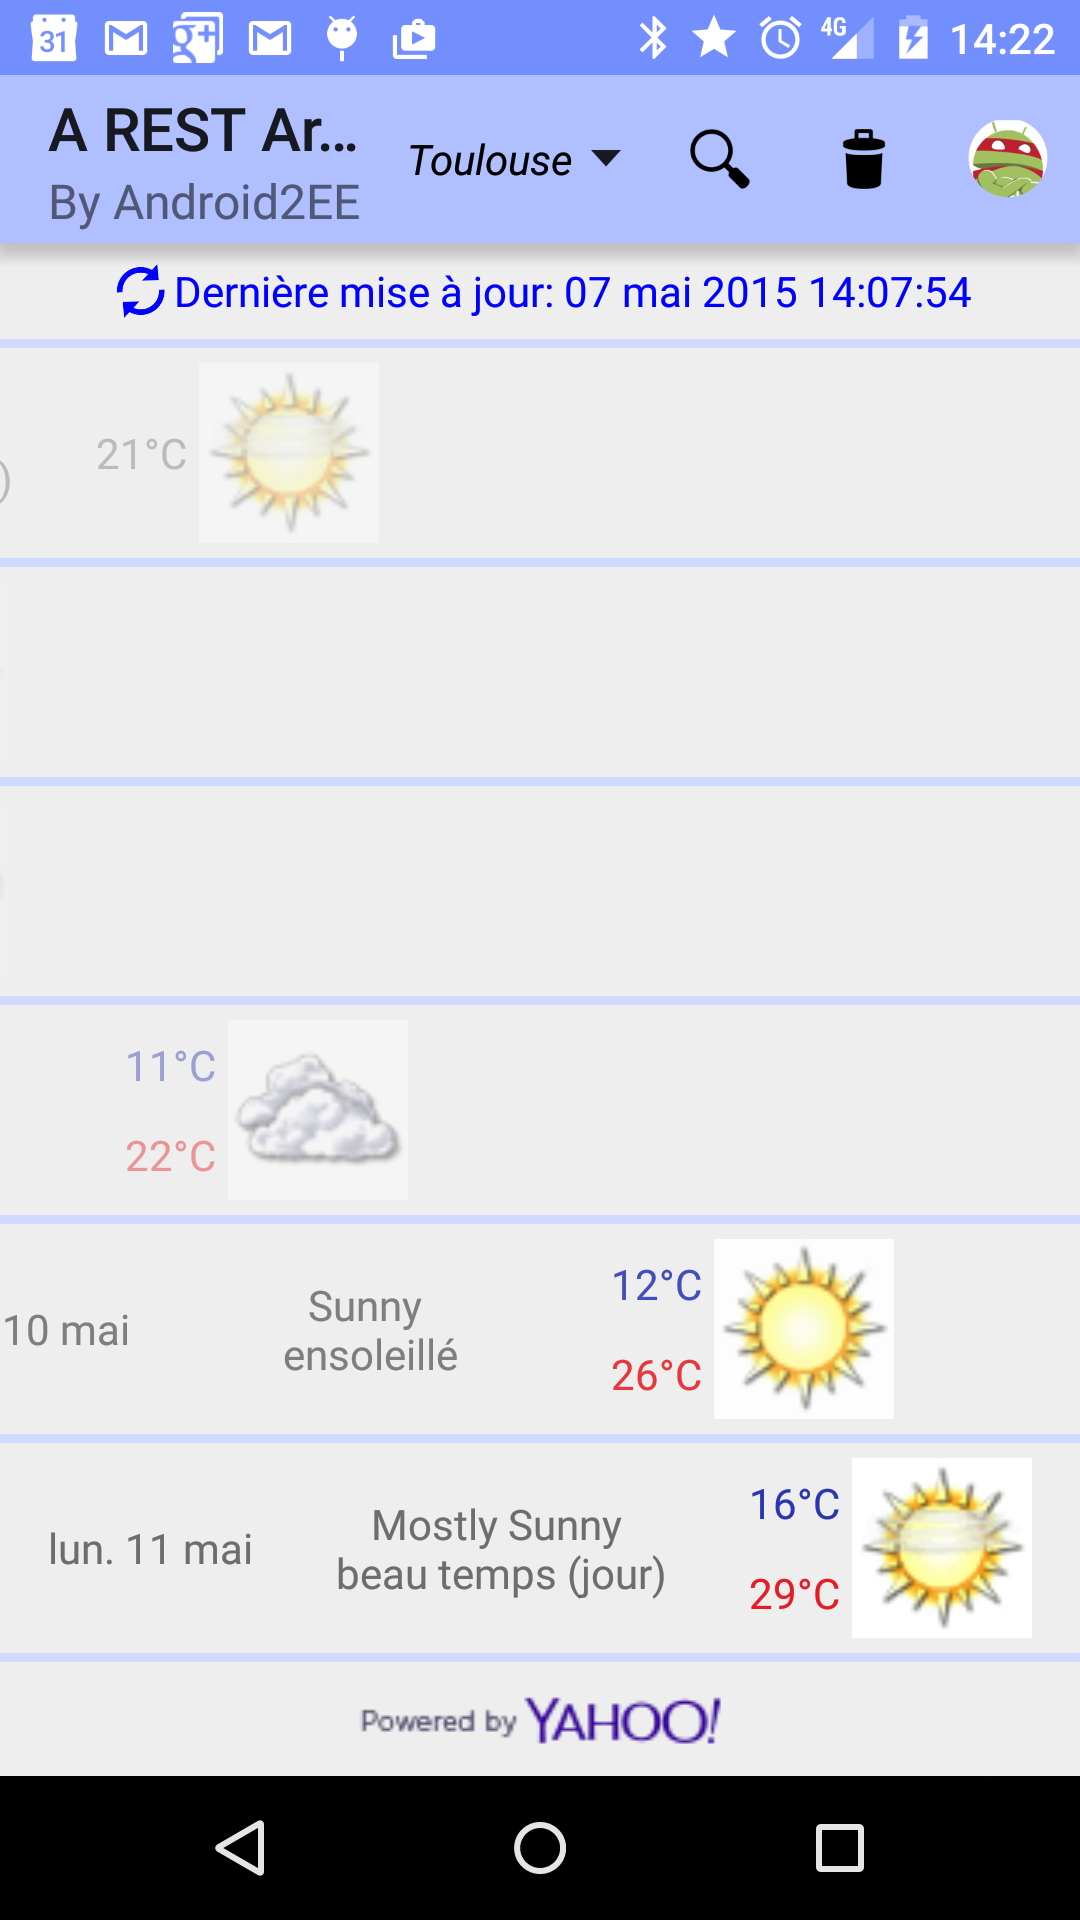 31
4G
14:22
A REST Ar...
By Android2EE
Toulouse
Dernière mise à jour: 07 mai 2015 14:07:54
21°C
)
11°C
22°C
10 mai
Sunny
ensoleillé
12°C
26°C
lun. 11 mai
Mostly Sunny
beau temps (jour)
16°C
29°C
Powered by YAHOO!